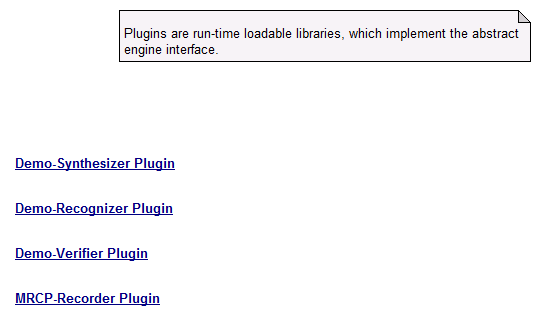 Plugins are run-time loadable libraries, which implement the abstract
engine interface.
Demo-Synthesizer Plugin
Demo-Recognizer Plugin
Demo-Verifier Plugin
MRCP-Recorder Plugin